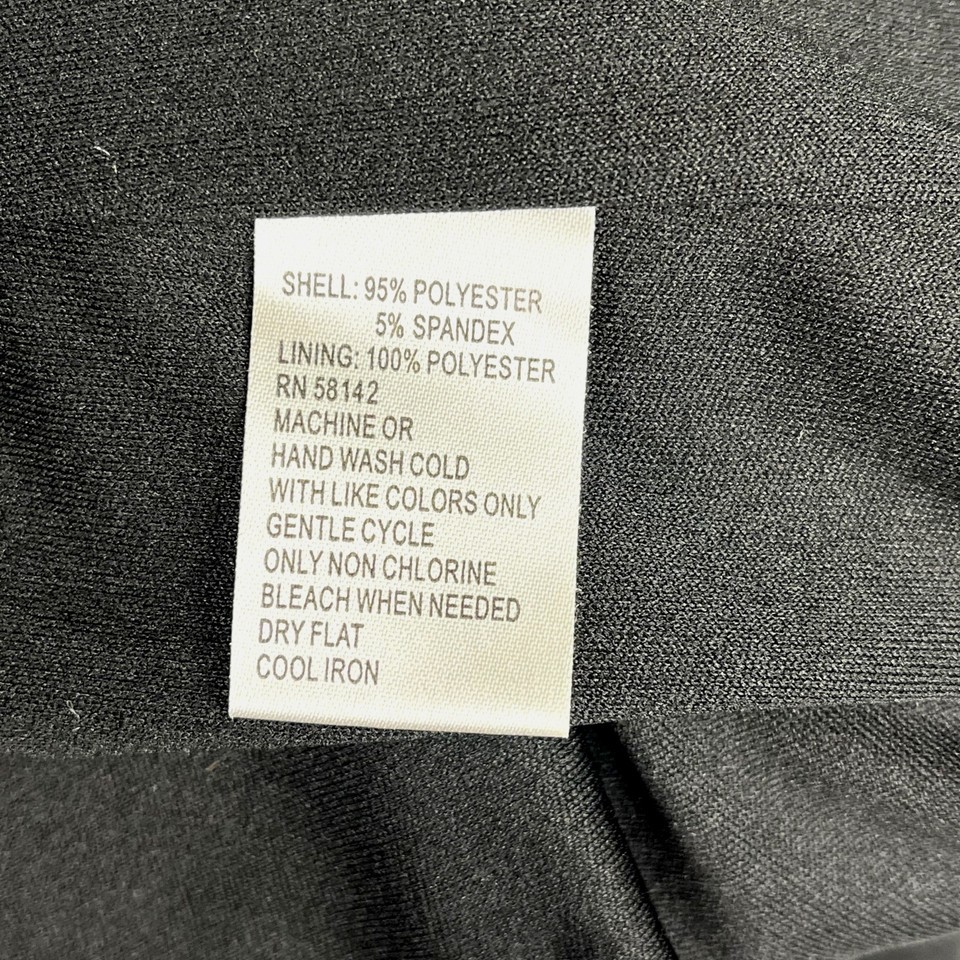 SHELL: 95% POLYESTER
5% SPANDEX
LINING: 100% POLYESTER
RN 58142
MACHINE OR
HAND WASH COLD
WITH LIKE COLORS ONLY
GENTLE CYCLE
ONLY NON CHLORINE
BLEACH WHEN NEEDED
DRY FLAT
COOL IRON